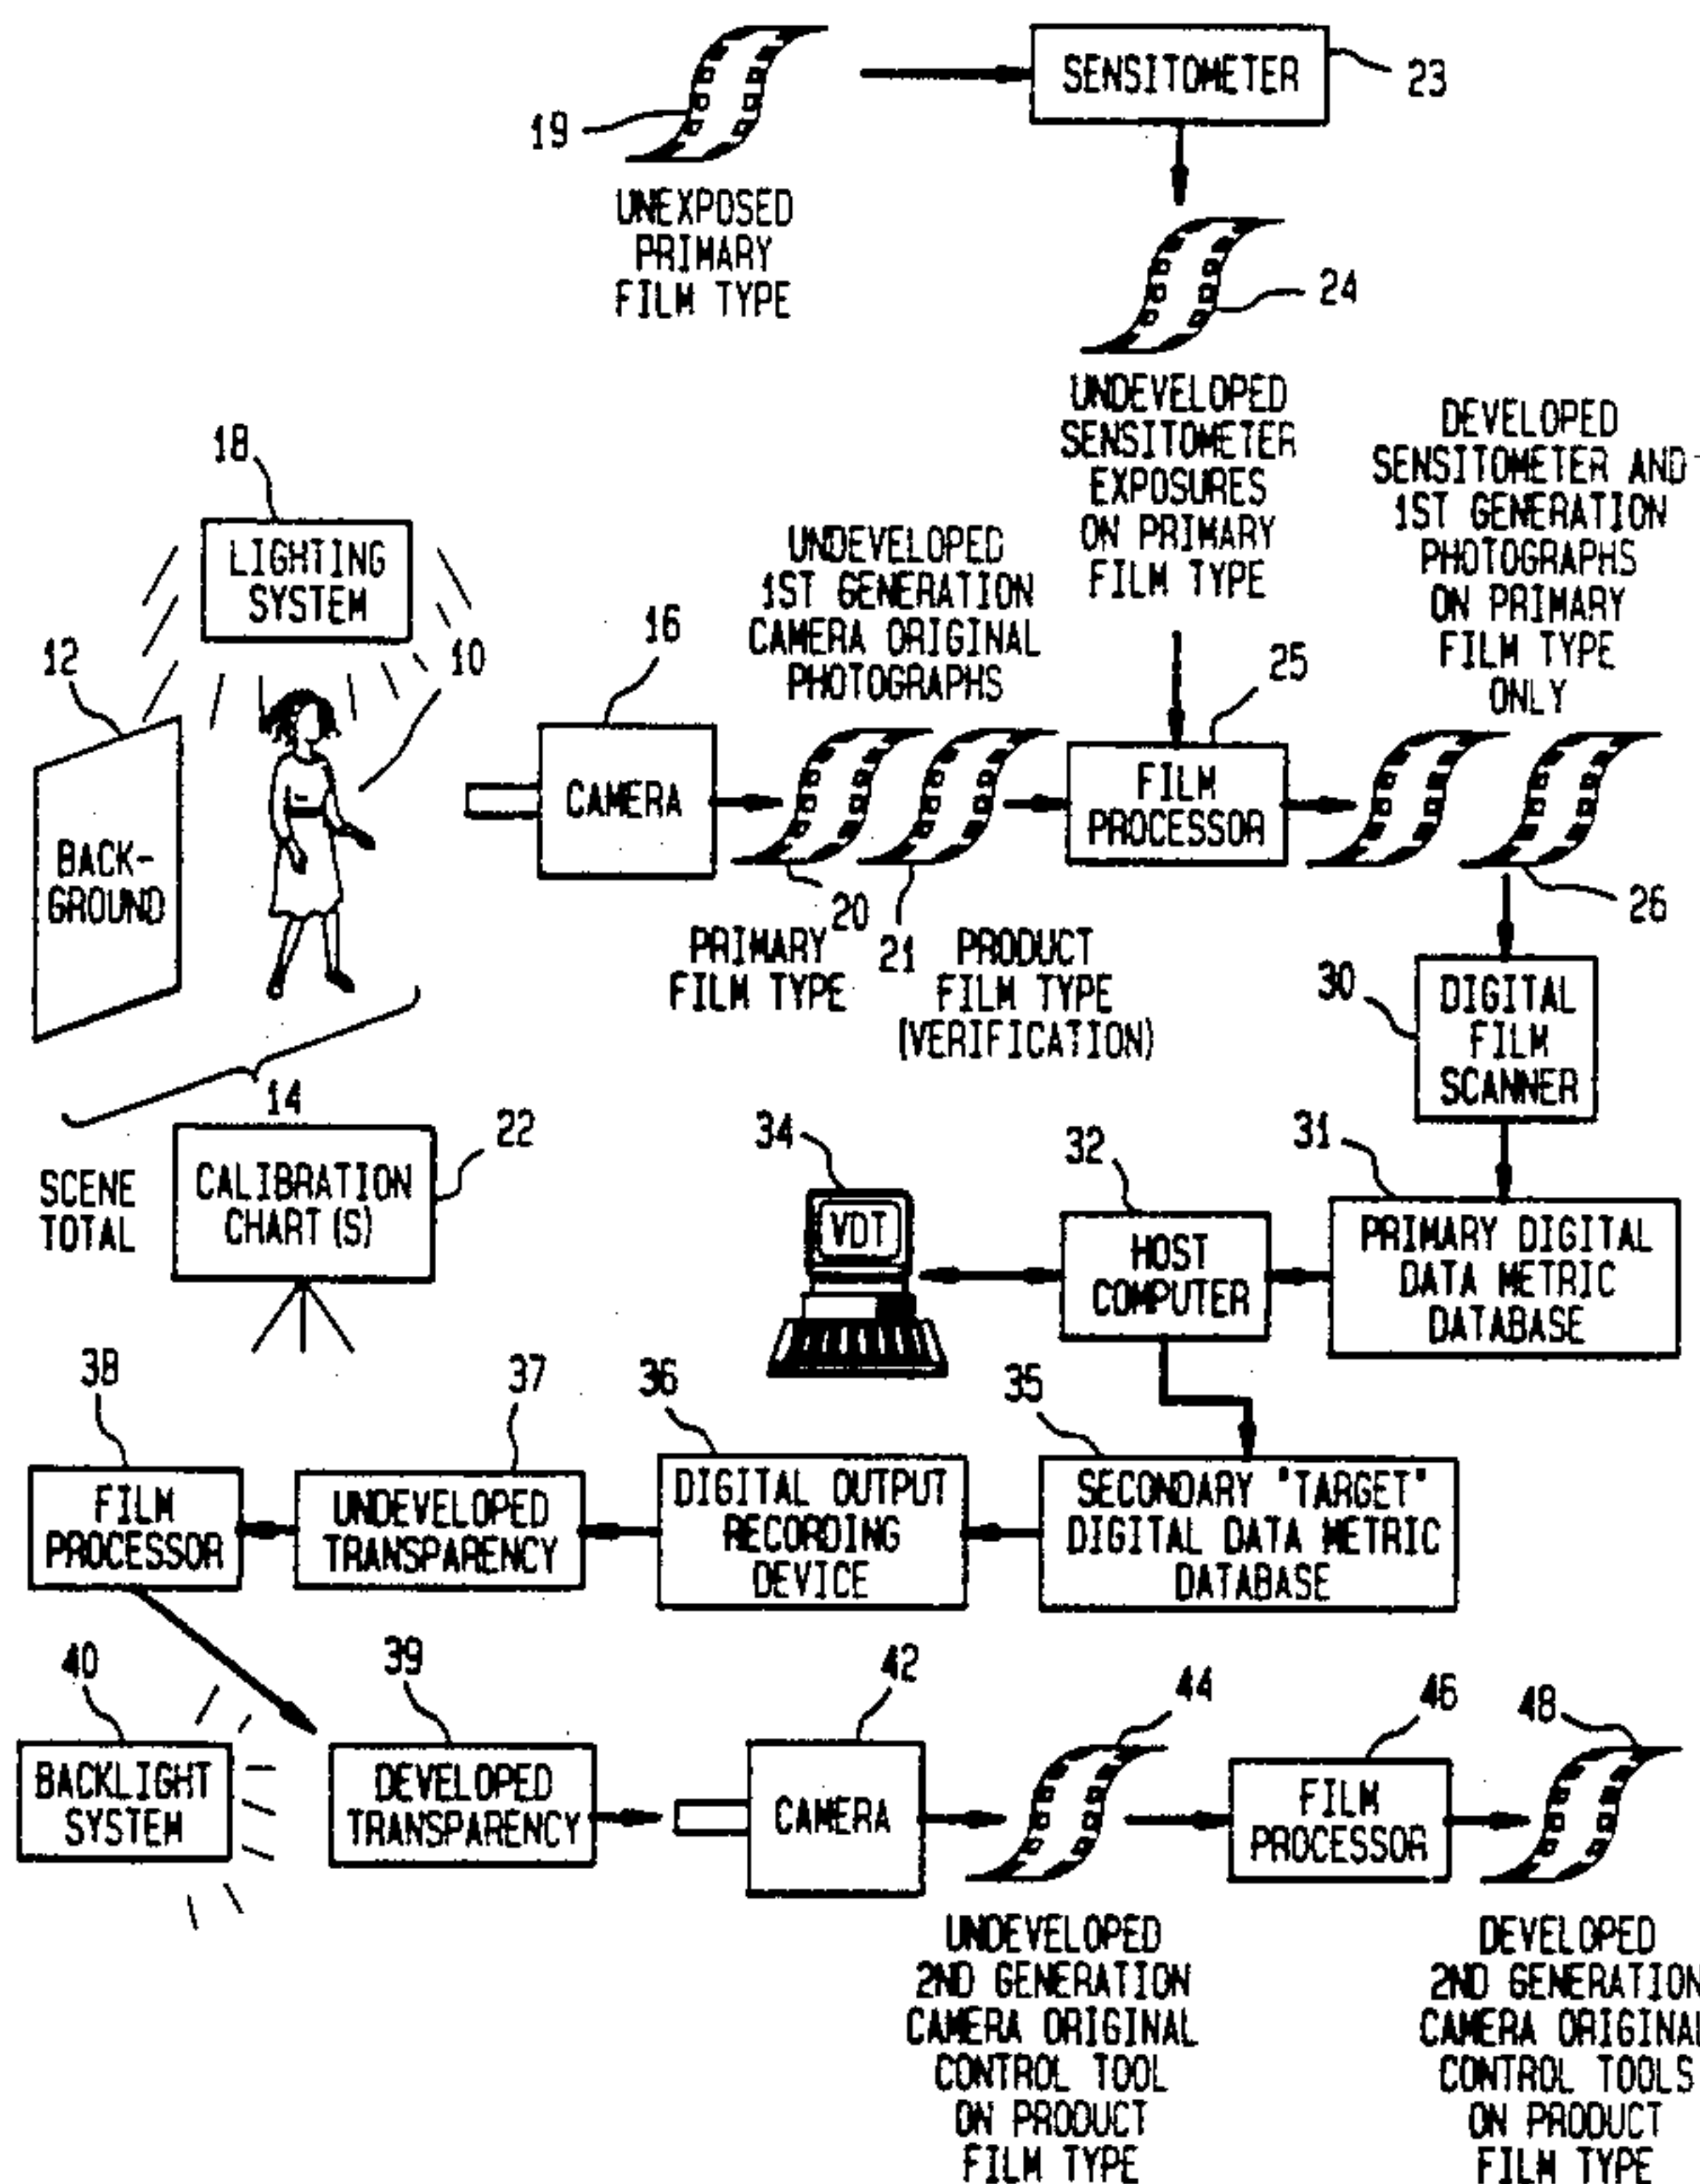 19
SENSITOMETER
23
UNEXPOSED
PRIMARY
FILM TYPE
24
UNDEVELOPED
SENSITOMETER
EXPOSURES
ON PRIMARY
FILM TYPE
DEVELOPED
SENSITOMETER AND
1ST GENERATION
PHOTOGRAPHS
ON PRIMARY
FILM TYPE
ONLY
18
LIGHTING
SYSTEM
12
10
BACK-
GROUND
16
CAMERA
UNDEVELOPED
1ST GENERATION
CAMERA ORIGINAL
PHOTOGRAPHS
25
FILM
PROCESSOR
20
PRIMARY
FILM TYPE
21
PRODUCT
FILM TYPE
(VERIFICATION)
26
30
DIGITAL
FILM
SCANNER
14
SCENE
TOTAL
22
CALIBRATION
CHART(S)
34
VDT
32
HOST
COMPUTER
31
PRIMARY DIGITAL
DATA METRIC
DATABASE
38
FILM
PROCESSOR
37
UNDEVELOPED
TRANSPARENCY
36
DIGITAL OUTPUT
RECORDING
DEVICE
35
SECONDARY "TARGET"
DIGITAL DATA METRIC
DATABASE
40
BACKLIGHT
SYSTEM
39
DEVELOPED
TRANSPARENCY
42
CAMERA
44
46
FILM
PROCESSOR
48
UNDEVELOPED
2ND GENERATION
CAMERA ORIGINAL
CONTROL TOOL
ON PRODUCT
FILM TYPE
DEVELOPED
2ND GENERATION
CAMERA ORIGINAL
CONTROL TOOLS
ON PRODUCT
FILM TYPE